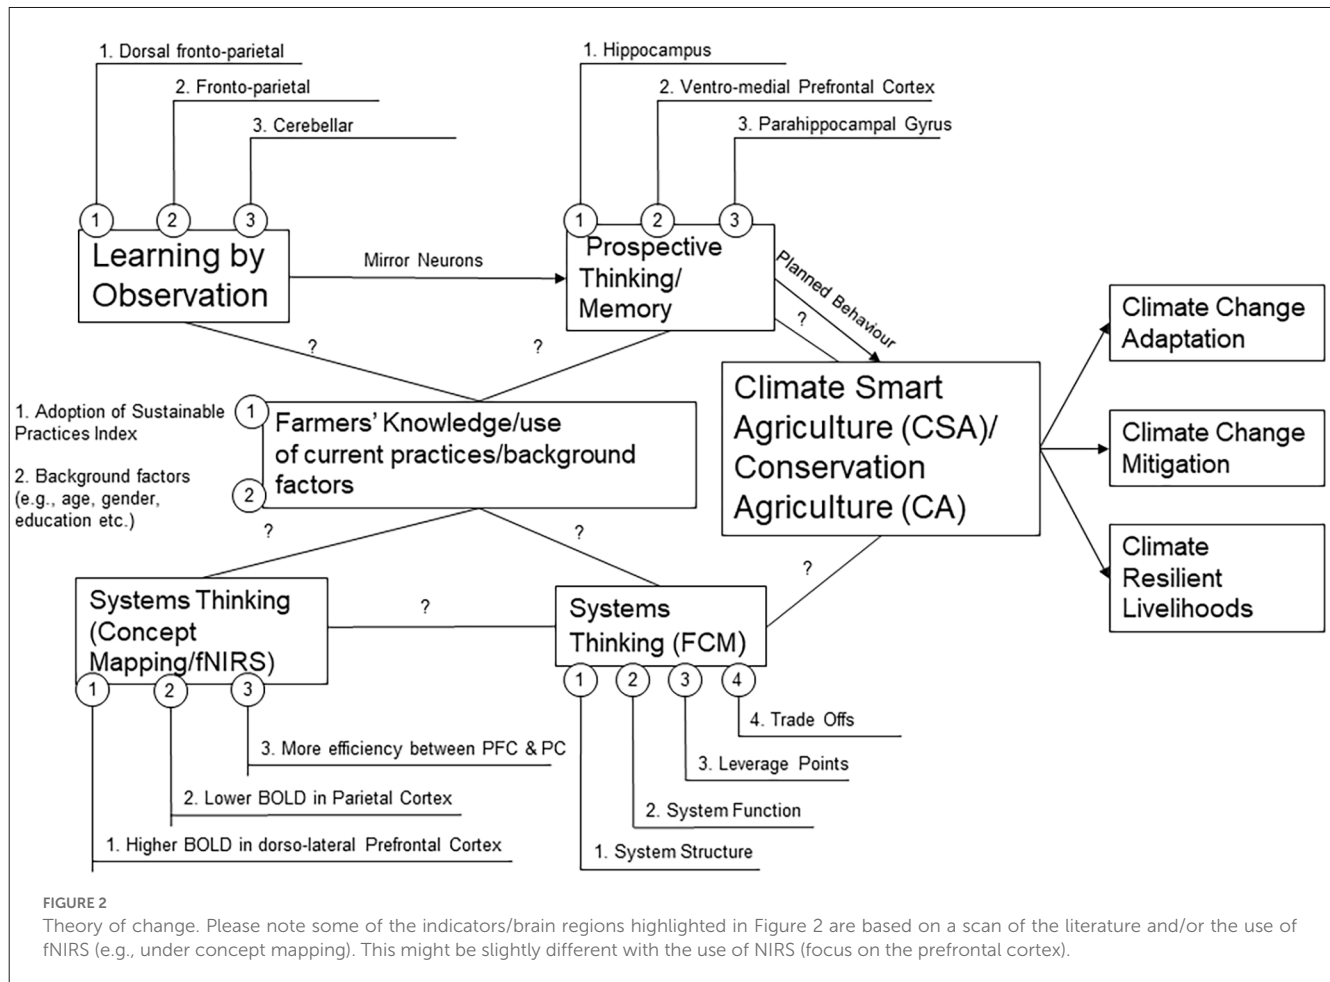 1. Dorsal fronto-parietal
2. Fronto-parietal
3. Cerebellar
1. Hippocampus
2. Ventro-medial Prefrontal Cortex
3. Parahippocampal Gyrus
1
2
3
Learning by
Observation
Mirror Neurons
1
2
3
Prospective
Thinking/
Memory
Planned Behaviour
?
?
?
1. Adoption of Sustainable
Practices Index
2. Background factors
(e.g., age, gender,
education etc.)
1
2
Farmers' Knowledge/use
of current practices/background
factors
Climate Smart
Agriculture (CSA)/
Conservation
Agriculture (CA)
Climate Change
Adaptation
Climate Change
Mitigation
Climate
Resilient
Livelihoods
?
?
?
?
Systems Thinking
(Concept
Mapping/fNIRS)
1
2
3
3. More efficiency between PFC & PC
2. Lower BOLD in Parietal Cortex
1. Higher BOLD in dorso-lateral Prefrontal Cortex
Systems
Thinking (FCM)
1
2
3
4
4. Trade Offs
3. Leverage Points
2. System Function
1. System Structure
FIGURE 2
Theory of change. Please note some of the indicators/brain regions highlighted in Figure 2 are based on a scan of the literature and/or the use of
fNIRS (e.g., under concept mapping). This might be slightly different with the use of NIRS (focus on the prefrontal cortex).